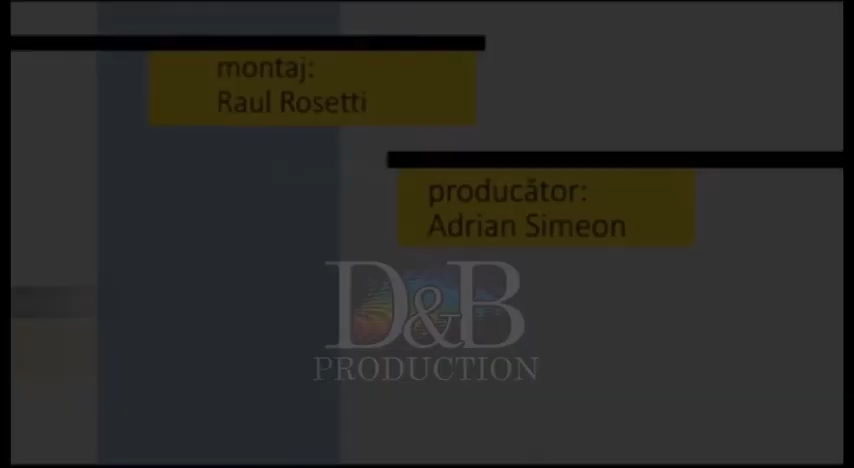 montaj:
Raul Rosetti
producător:
Adrian Simeon
D&B
PRODUCTION